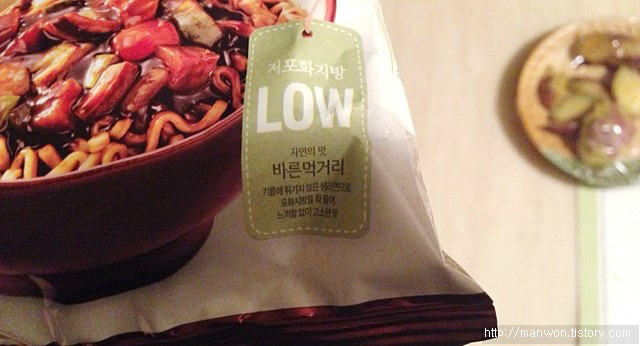 저포화지방
LOW
자연의 맛
바른먹거리
기름에 튀기지 않은 생라면으로
포화지방을 확 줄여
느끼함 없이 고소한 맛
http://manwon.tistory.com